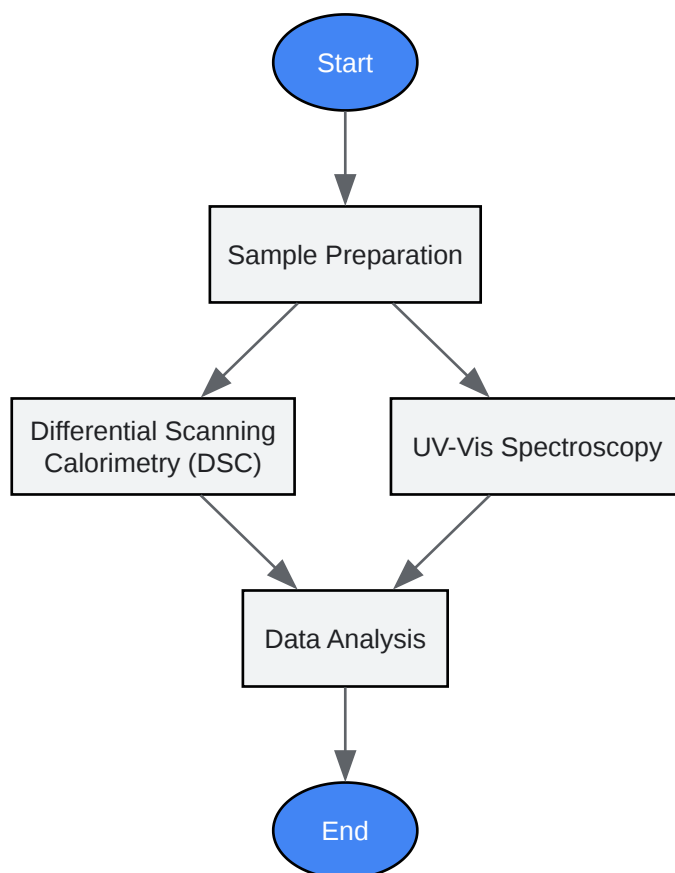 Start
Sample Preparation
Differential Scanning
Calorimetry (DSC)
UV-Vis Spectroscopy
Data Analysis
End